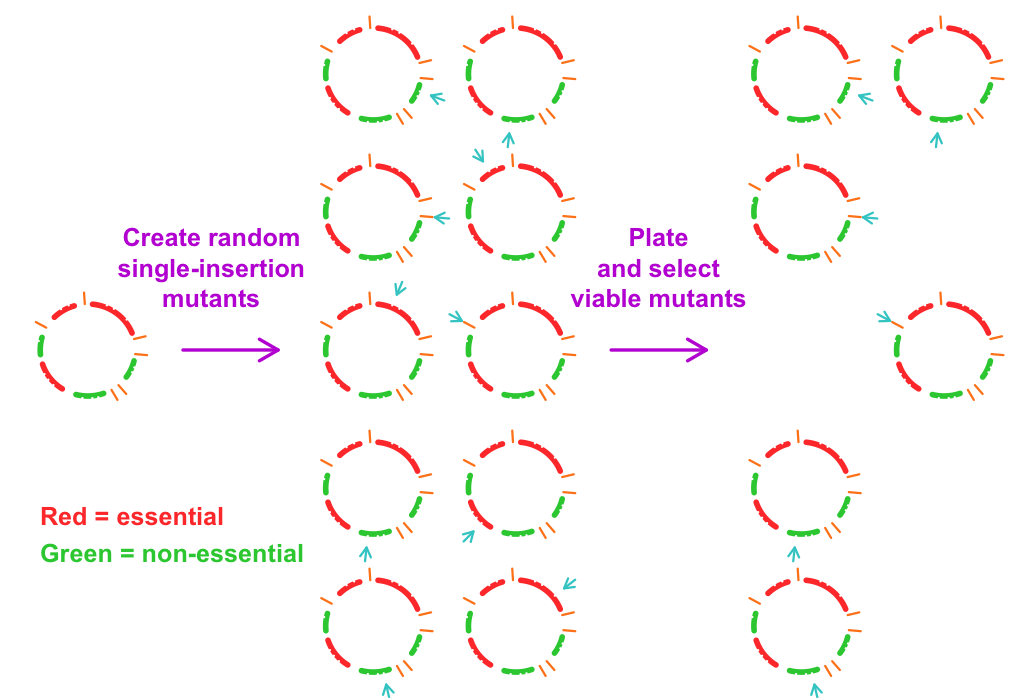 Create random
single-insertion
mutants
Plate
and select
viable mutants
Red = essential
Green = non-essential